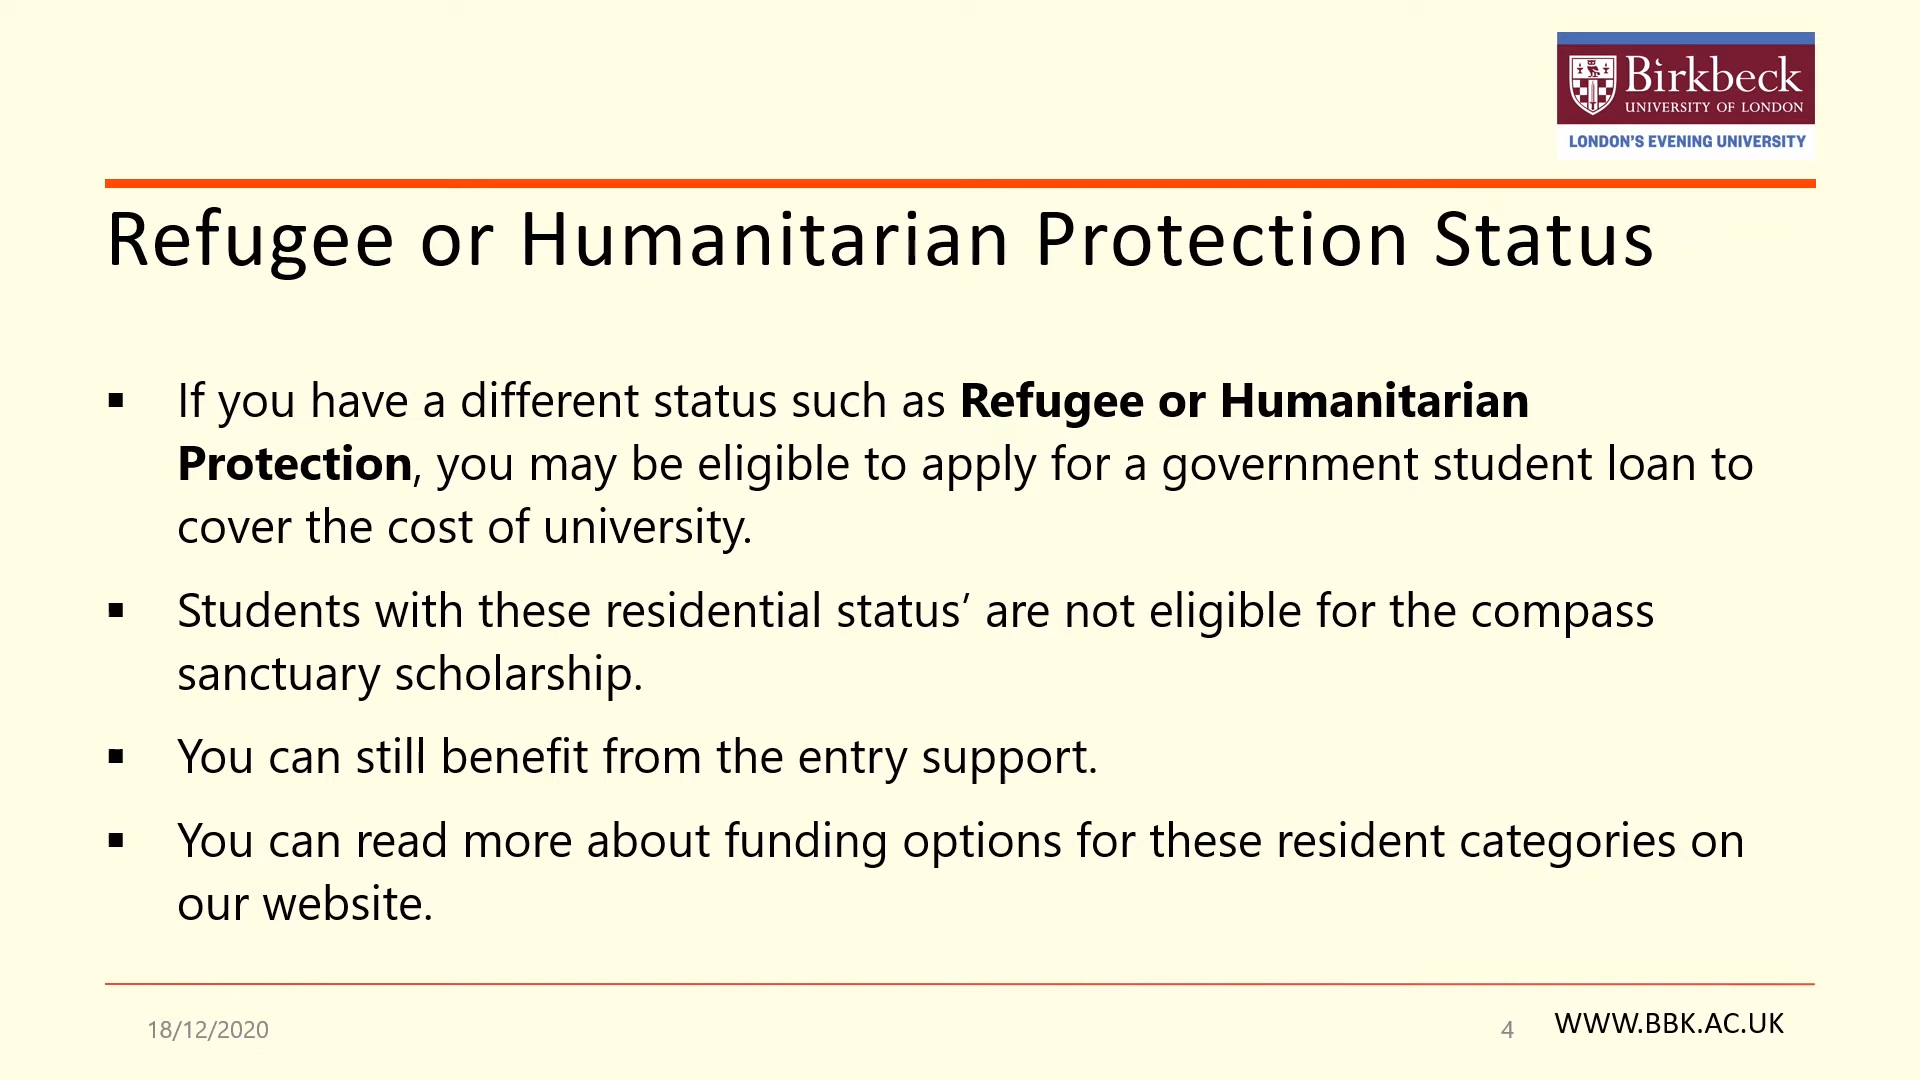 Birkbeck
UNIVERSITY OF LONDON
LONDON'S EVENING UNIVERSITY
Refugee or Humanitarian Protection Status
▪ If you have a different status such as Refugee or Humanitarian
Protection, you may be eligible to apply for a government student loan to
cover the cost of university.
▪ Students with these residential status’ are not eligible for the compass
sanctuary scholarship.
▪ You can still benefit from the entry support.
▪ You can read more about funding options for these resident categories on
our website.
18/12/2020
4
WWW.BBK.AC.UK